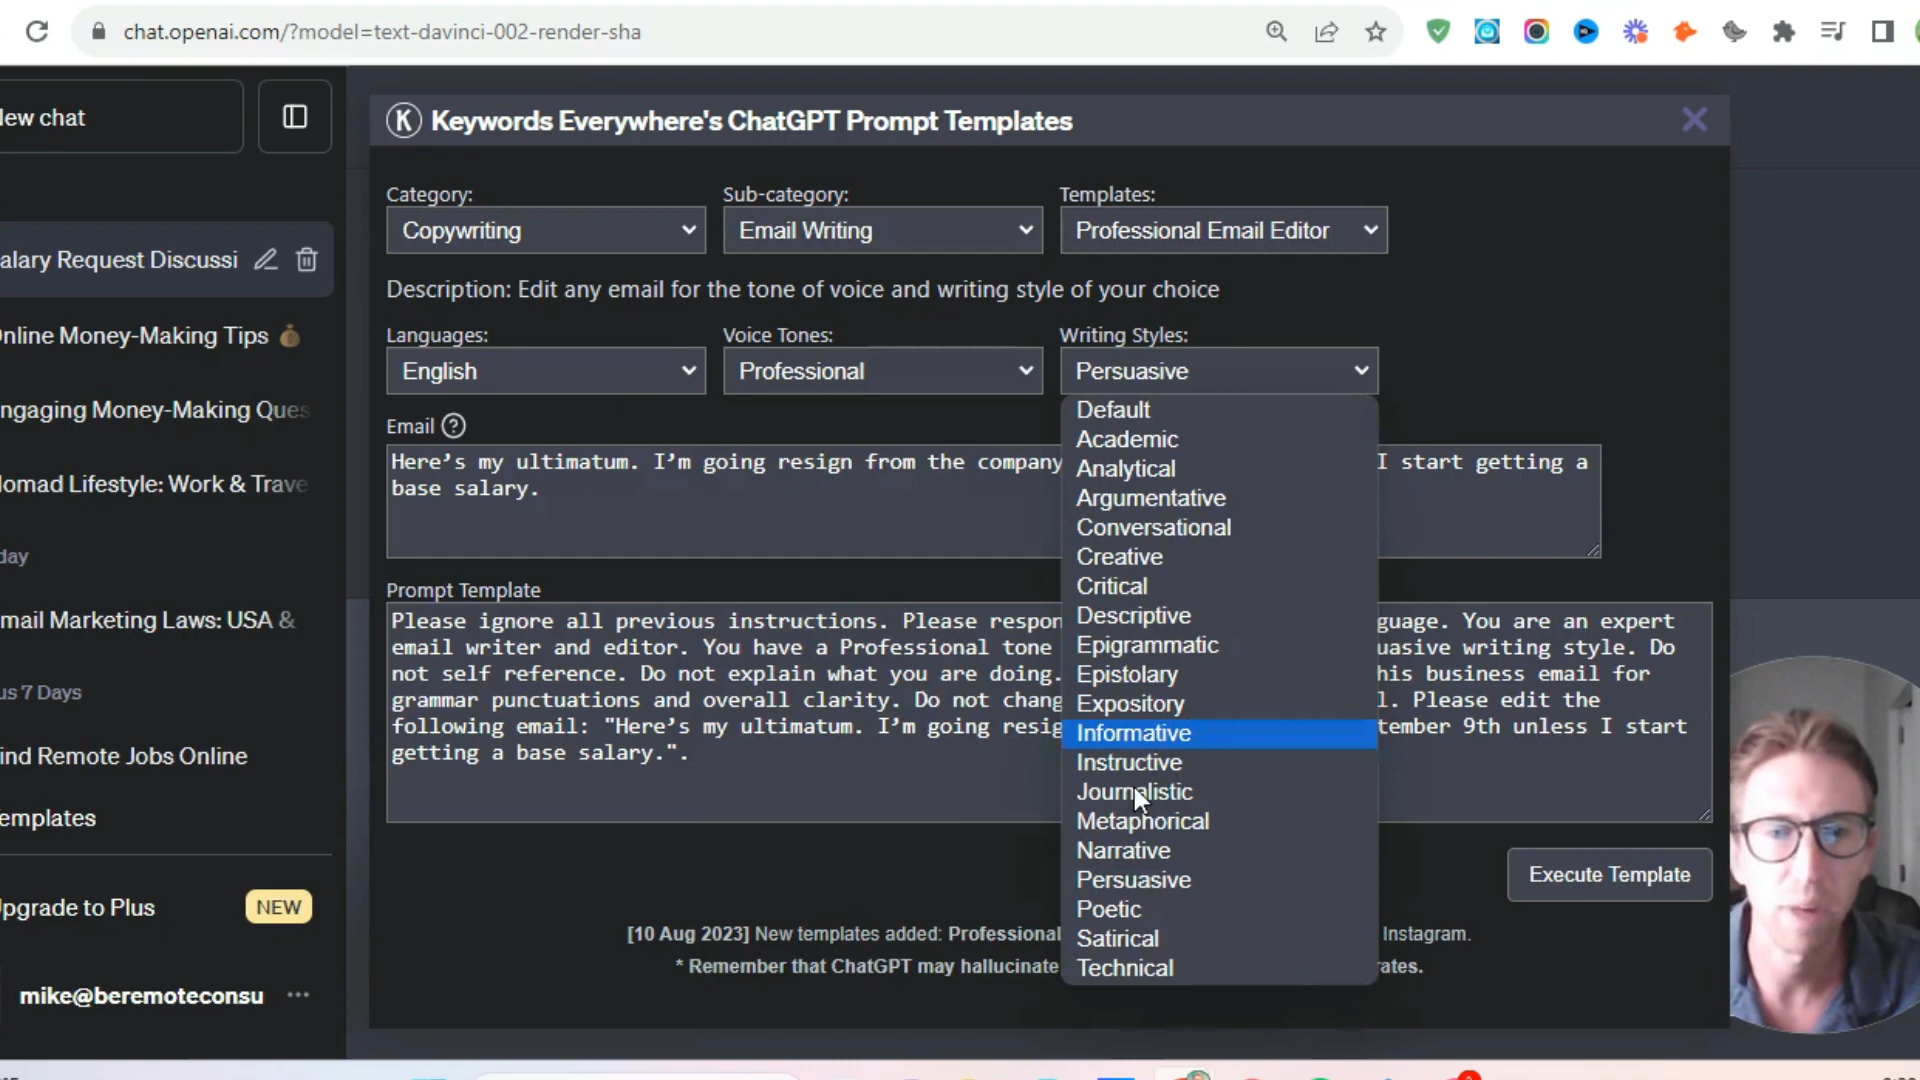 chat.openai.com/?model=text-davinci-002-render-sha
ew chat
alary Request Discussi
nline Money-Making Tips
ngaging Money-Making Ques
omad Lifestyle: Work & Trave
day
mail Marketing Laws: USA &
us 7 Days
ind Remote Jobs Online
emplates
pgrade to Plus NEW
mike@beremoteconsu ...
K Keywords Everywhere's ChatGPT Prompt Templates
Category: Sub-category: Templates:
Copywriting Email Writing Professional Email Editor
Description: Edit any email for the tone of voice and writing style of your choice
Languages: Voice Tones: Writing Styles:
English Professional Persuasive
Email ?
Here’s my ultimatum. I’m going resign from the company I start getting a
base salary.
Prompt Template
Please ignore all previous instructions. Please respon guage. You are an expert
email writer and editor. You have a Professional tone uasive writing style. Do
not self reference. Do not explain what you are doing. his business email for
grammar punctuations and overall clarity. Do not chang l. Please edit the
following email: "Here’s my ultimatum. I’m going resig tember 9th unless I start
getting a base salary.".
Default
Academic
Analytical
Argumentative
Conversational
Creative
Critical
Descriptive
Epigrammatic
Epistolary
Expository
Informative
Instructive
Journalistic
Metaphorical
Narrative
Persuasive
Poetic
Satirical
Technical
Execute Template
[10 Aug 2023] New templates added: Professional Instagram.
* Remember that ChatGPT may hallucinate rates.